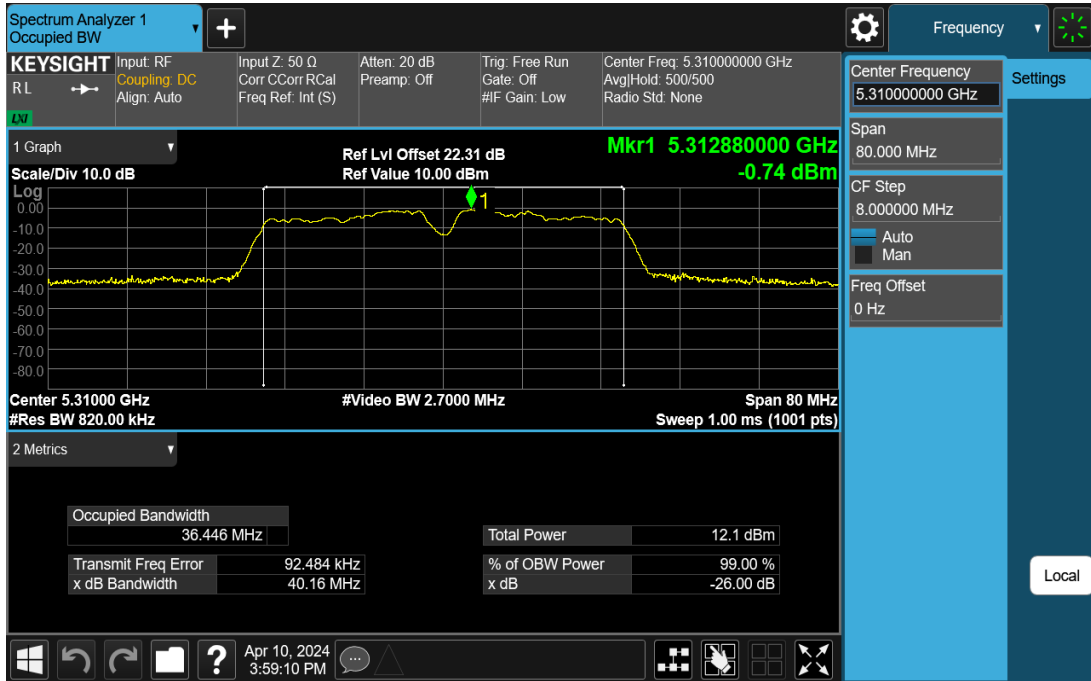 Spectrum Analyzer 1
Occupied BW
+
Frequency
KEYSIGHT
R L
LXI
Input: RF
Coupling: DC
Align: Auto
Input Z: 50 Ω
Corr CCorr RCal
Freq Ref: Int (S)
Atten: 20 dB
Preamp: Off
Trig: Free Run
Gate: Off
#IF Gain: Low
Center Freq: 5.310000000 GHz
Avg|Hold: 500/500
Radio Std: None
1 Graph
Scale/Div 10.0 dB
Ref Lvl Offset 22.31 dB
Ref Value 10.00 dBm
Mkr1 5.312880000 GHz
-0.74 dBm
Log
0.00
-10.0
-20.0
-30.0
-40.0
-50.0
-60.0
-70.0
-80.0
1
Center 5.31000 GHz
#Video BW 2.7000 MHz
Span 80 MHz
#Res BW 820.00 kHz
Sweep 1.00 ms (1001 pts)
2 Metrics
Occupied Bandwidth
36.446 MHz
Total Power 12.1 dBm
Transmit Freq Error 92.484 kHz
% of OBW Power 99.00 %
x dB Bandwidth 40.16 MHz
x dB -26.00 dB
Center Frequency
5.310000000 GHz
Settings
Span
80.000 MHz
CF Step
8.000000 MHz
Auto
Man
Freq Offset
0 Hz
Local
?
Apr 10, 2024
3:59:10 PM